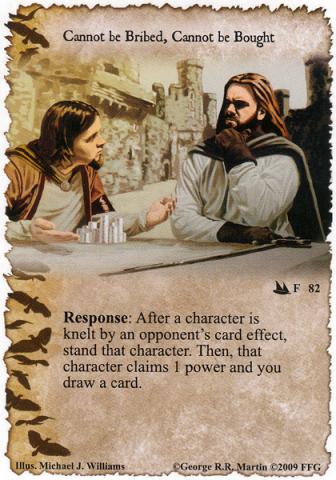 Cannot be Bribed, Cannot be Bought
F 82
Response: After a character is
knelt by an opponent's card effect,
stand that character. Then, that
character claims 1 power and you
draw a card.
Illus. Michael J. Williams ©George R.R. Martin ©2009 FFG